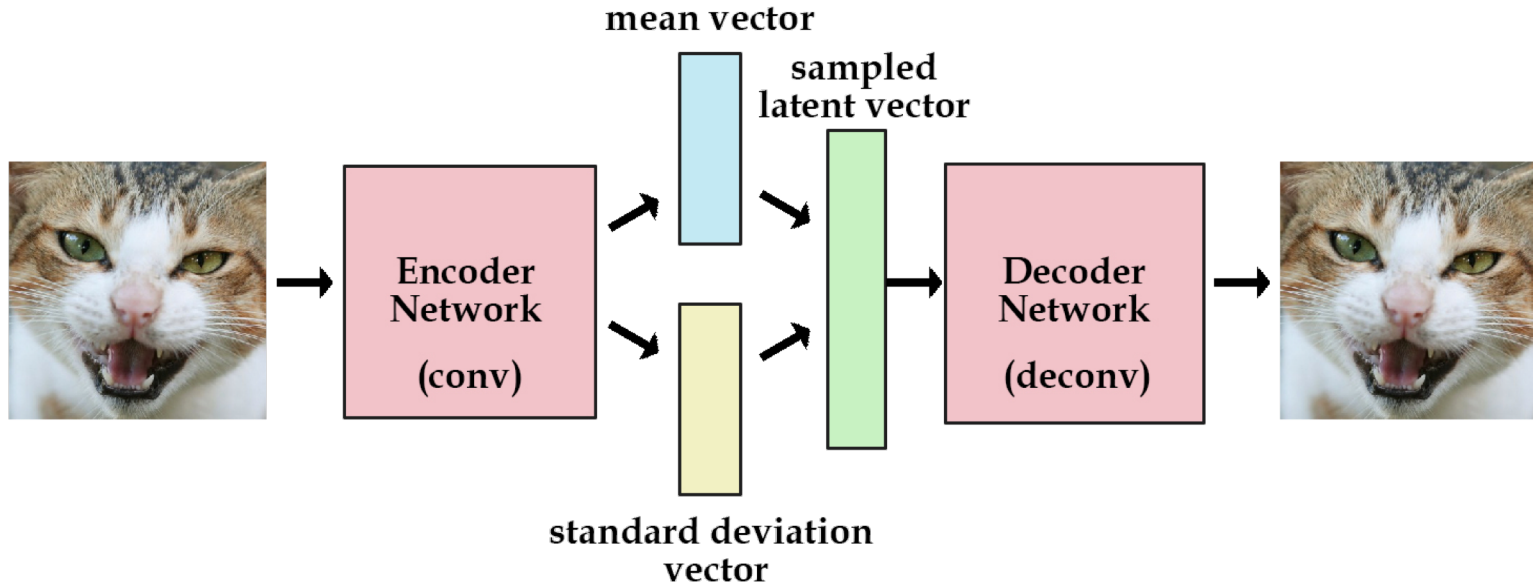 mean vector
sampled
latent vector
Encoder
Network
(conv)
Decoder
Network
(deconv)
standard deviation
vector